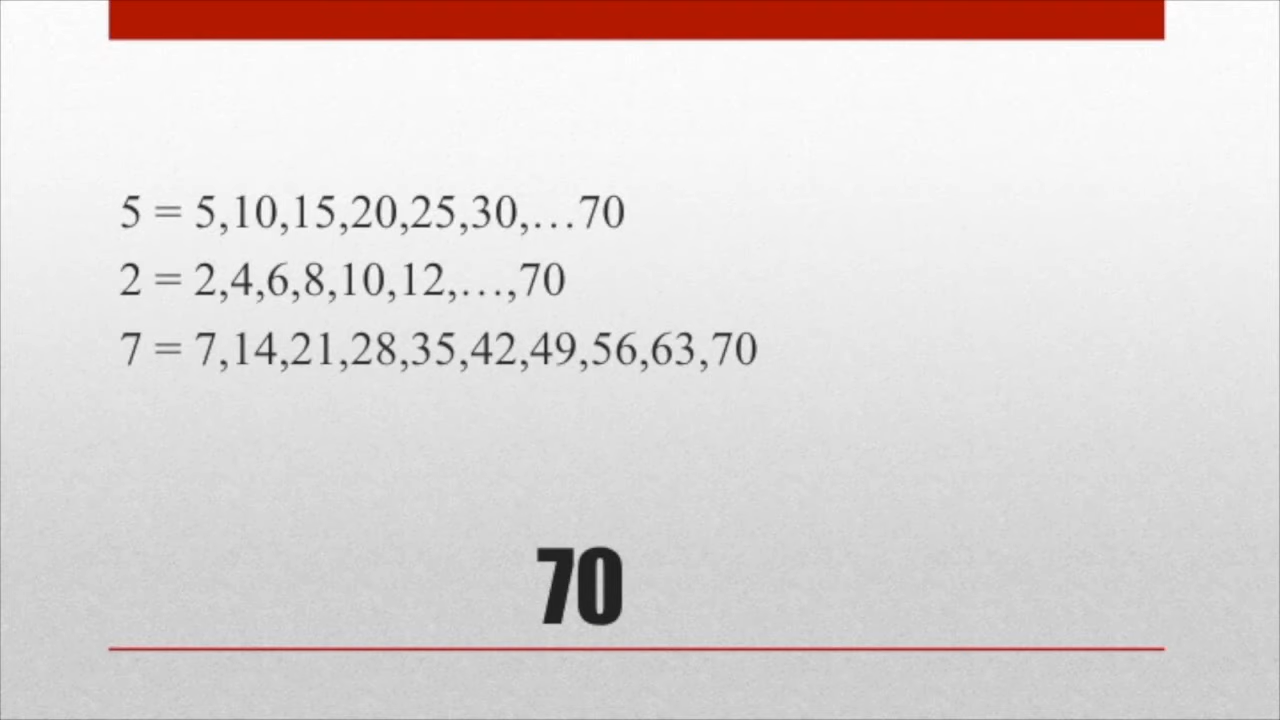 5 = 5,10,15,20,25,30,…70
2 = 2,4,6,8,10,12,…,70
7 = 7,14,21,28,35,42,49,56,63,70
70